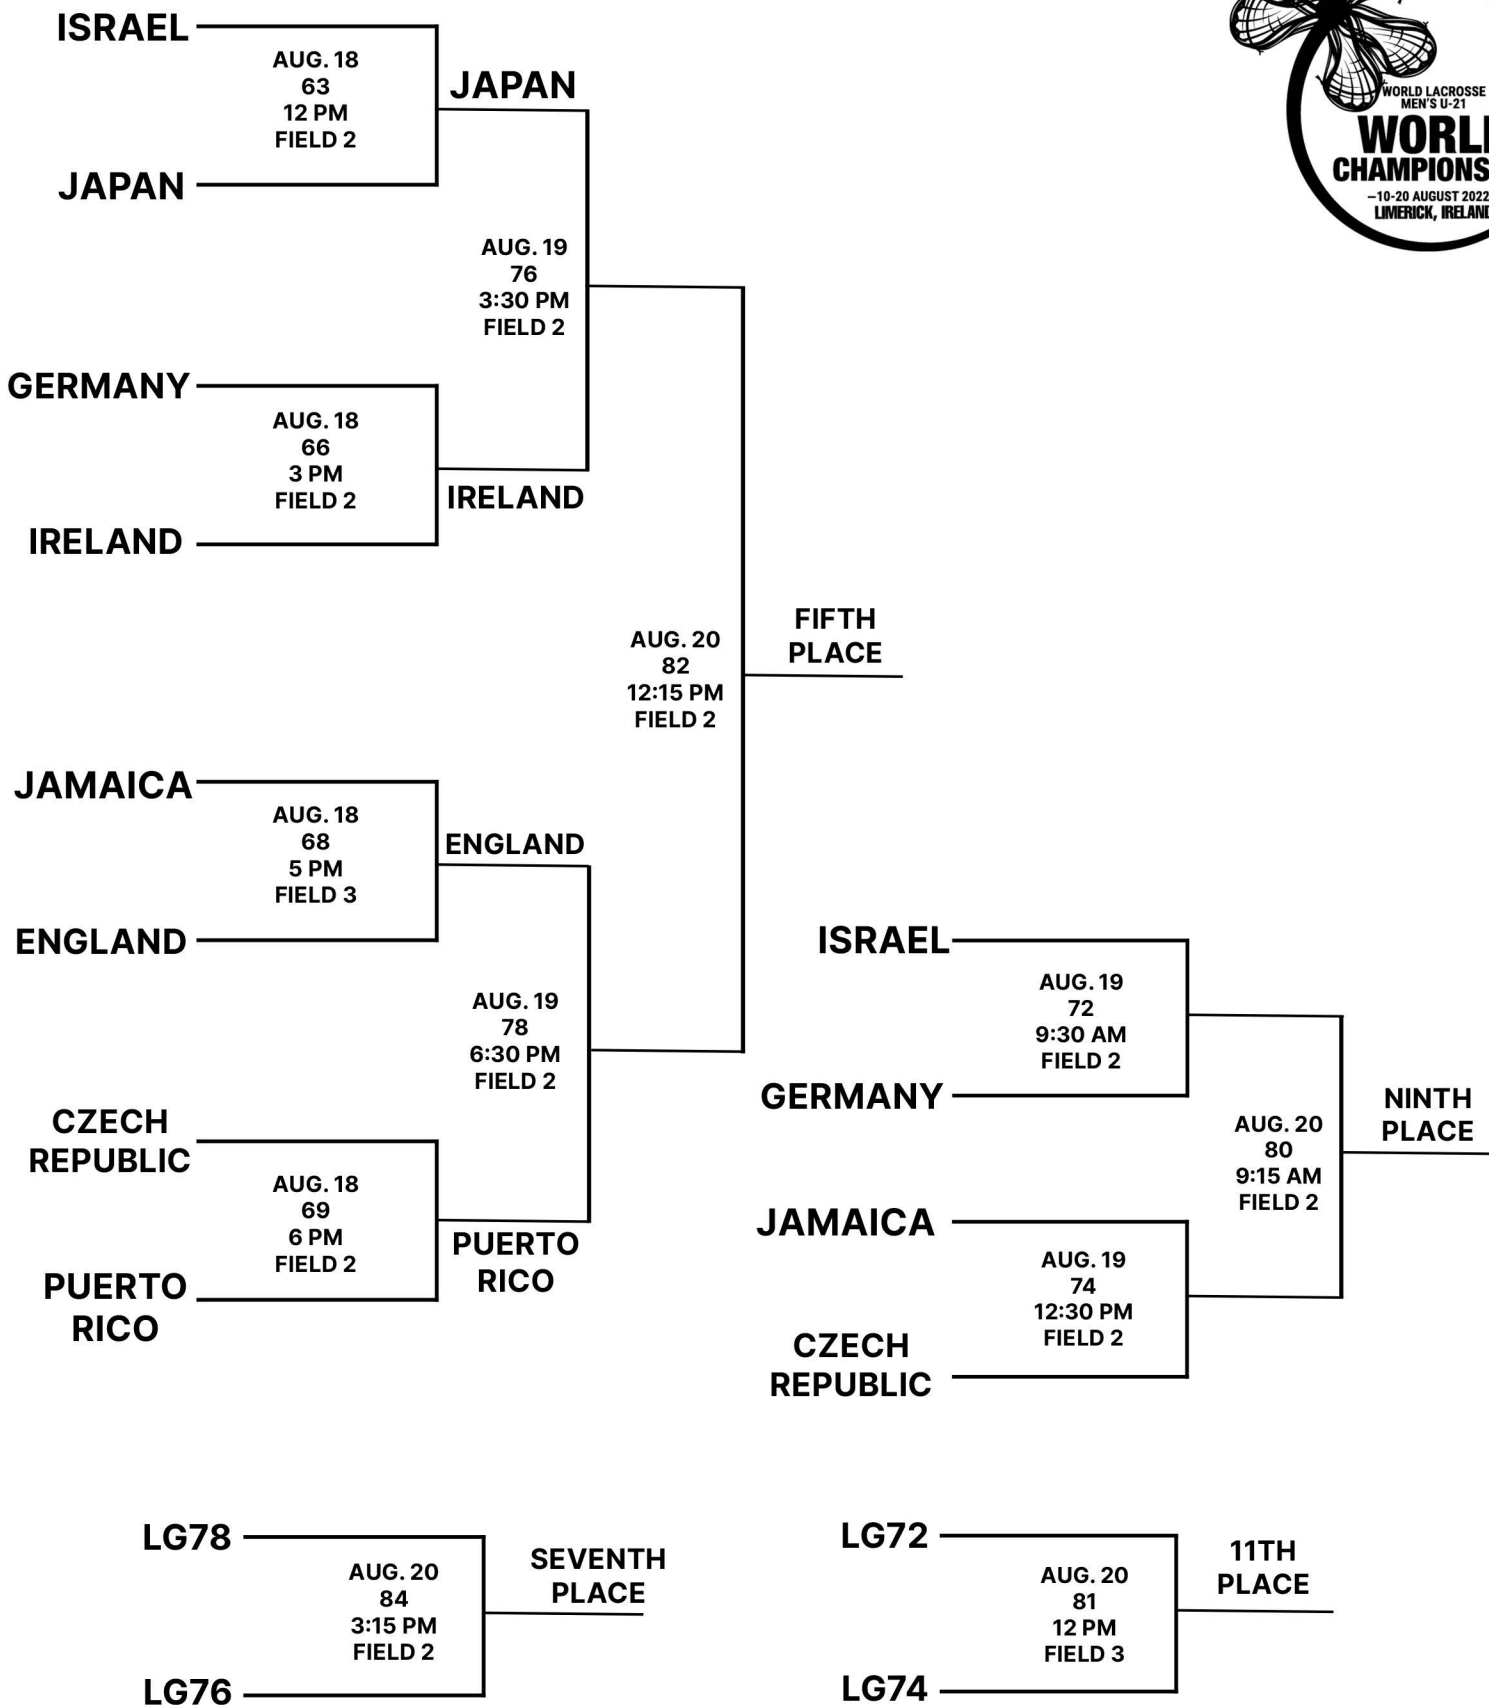 ISRAEL
AUG. 18
63
12 PM
FIELD 2
JAPAN
JAPAN
WORLD LACROSSE
MEN'S U-21
WORL
CHAMPIONS
–10-20 AUGUST 2022
LIMERICK, IRELAND
AUG. 19
76
3:30 PM
FIELD 2
GERMANY
AUG. 18
66
3 PM
FIELD 2
IRELAND
IRELAND
AUG. 20
82
12:15 PM
FIELD 2
FIFTH
PLACE
JAMAICA
AUG. 18
68
5 PM
FIELD 3
ENGLAND
ENGLAND
AUG. 19
78
6:30 PM
FIELD 2
CZECH
REPUBLIC
AUG. 18
69
6 PM
FIELD 2
PUERTO
RICO
PUERTO
RICO
ISRAEL
AUG. 19
72
9:30 AM
FIELD 2
GERMANY
AUG. 20
80
9:15 AM
FIELD 2
NINTH
PLACE
JAMAICA
AUG. 19
74
12:30 PM
FIELD 2
CZECH
REPUBLIC
LG78
AUG. 20
84
3:15 PM
FIELD 2
SEVENTH
PLACE
LG76
LG72
AUG. 20
81
12 PM
FIELD 3
11TH
PLACE
LG74